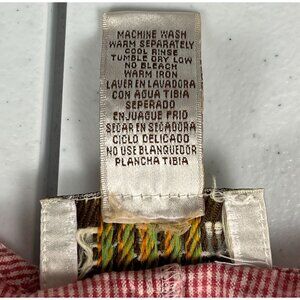 MACHINE WASH
WARM SEPARATELY
COOL RINSE
TUMBLE DRY LOW
NO BLEACH
WARM IRON
LAVER EN LAVADORA
CON AGUA TIBIA
SEPERADO
ENJUAGUE FRIO
SECAR EN SECADORA
CICLO DELICADO
NO USE BLANQUEDOR
PLANCHA TIBIA